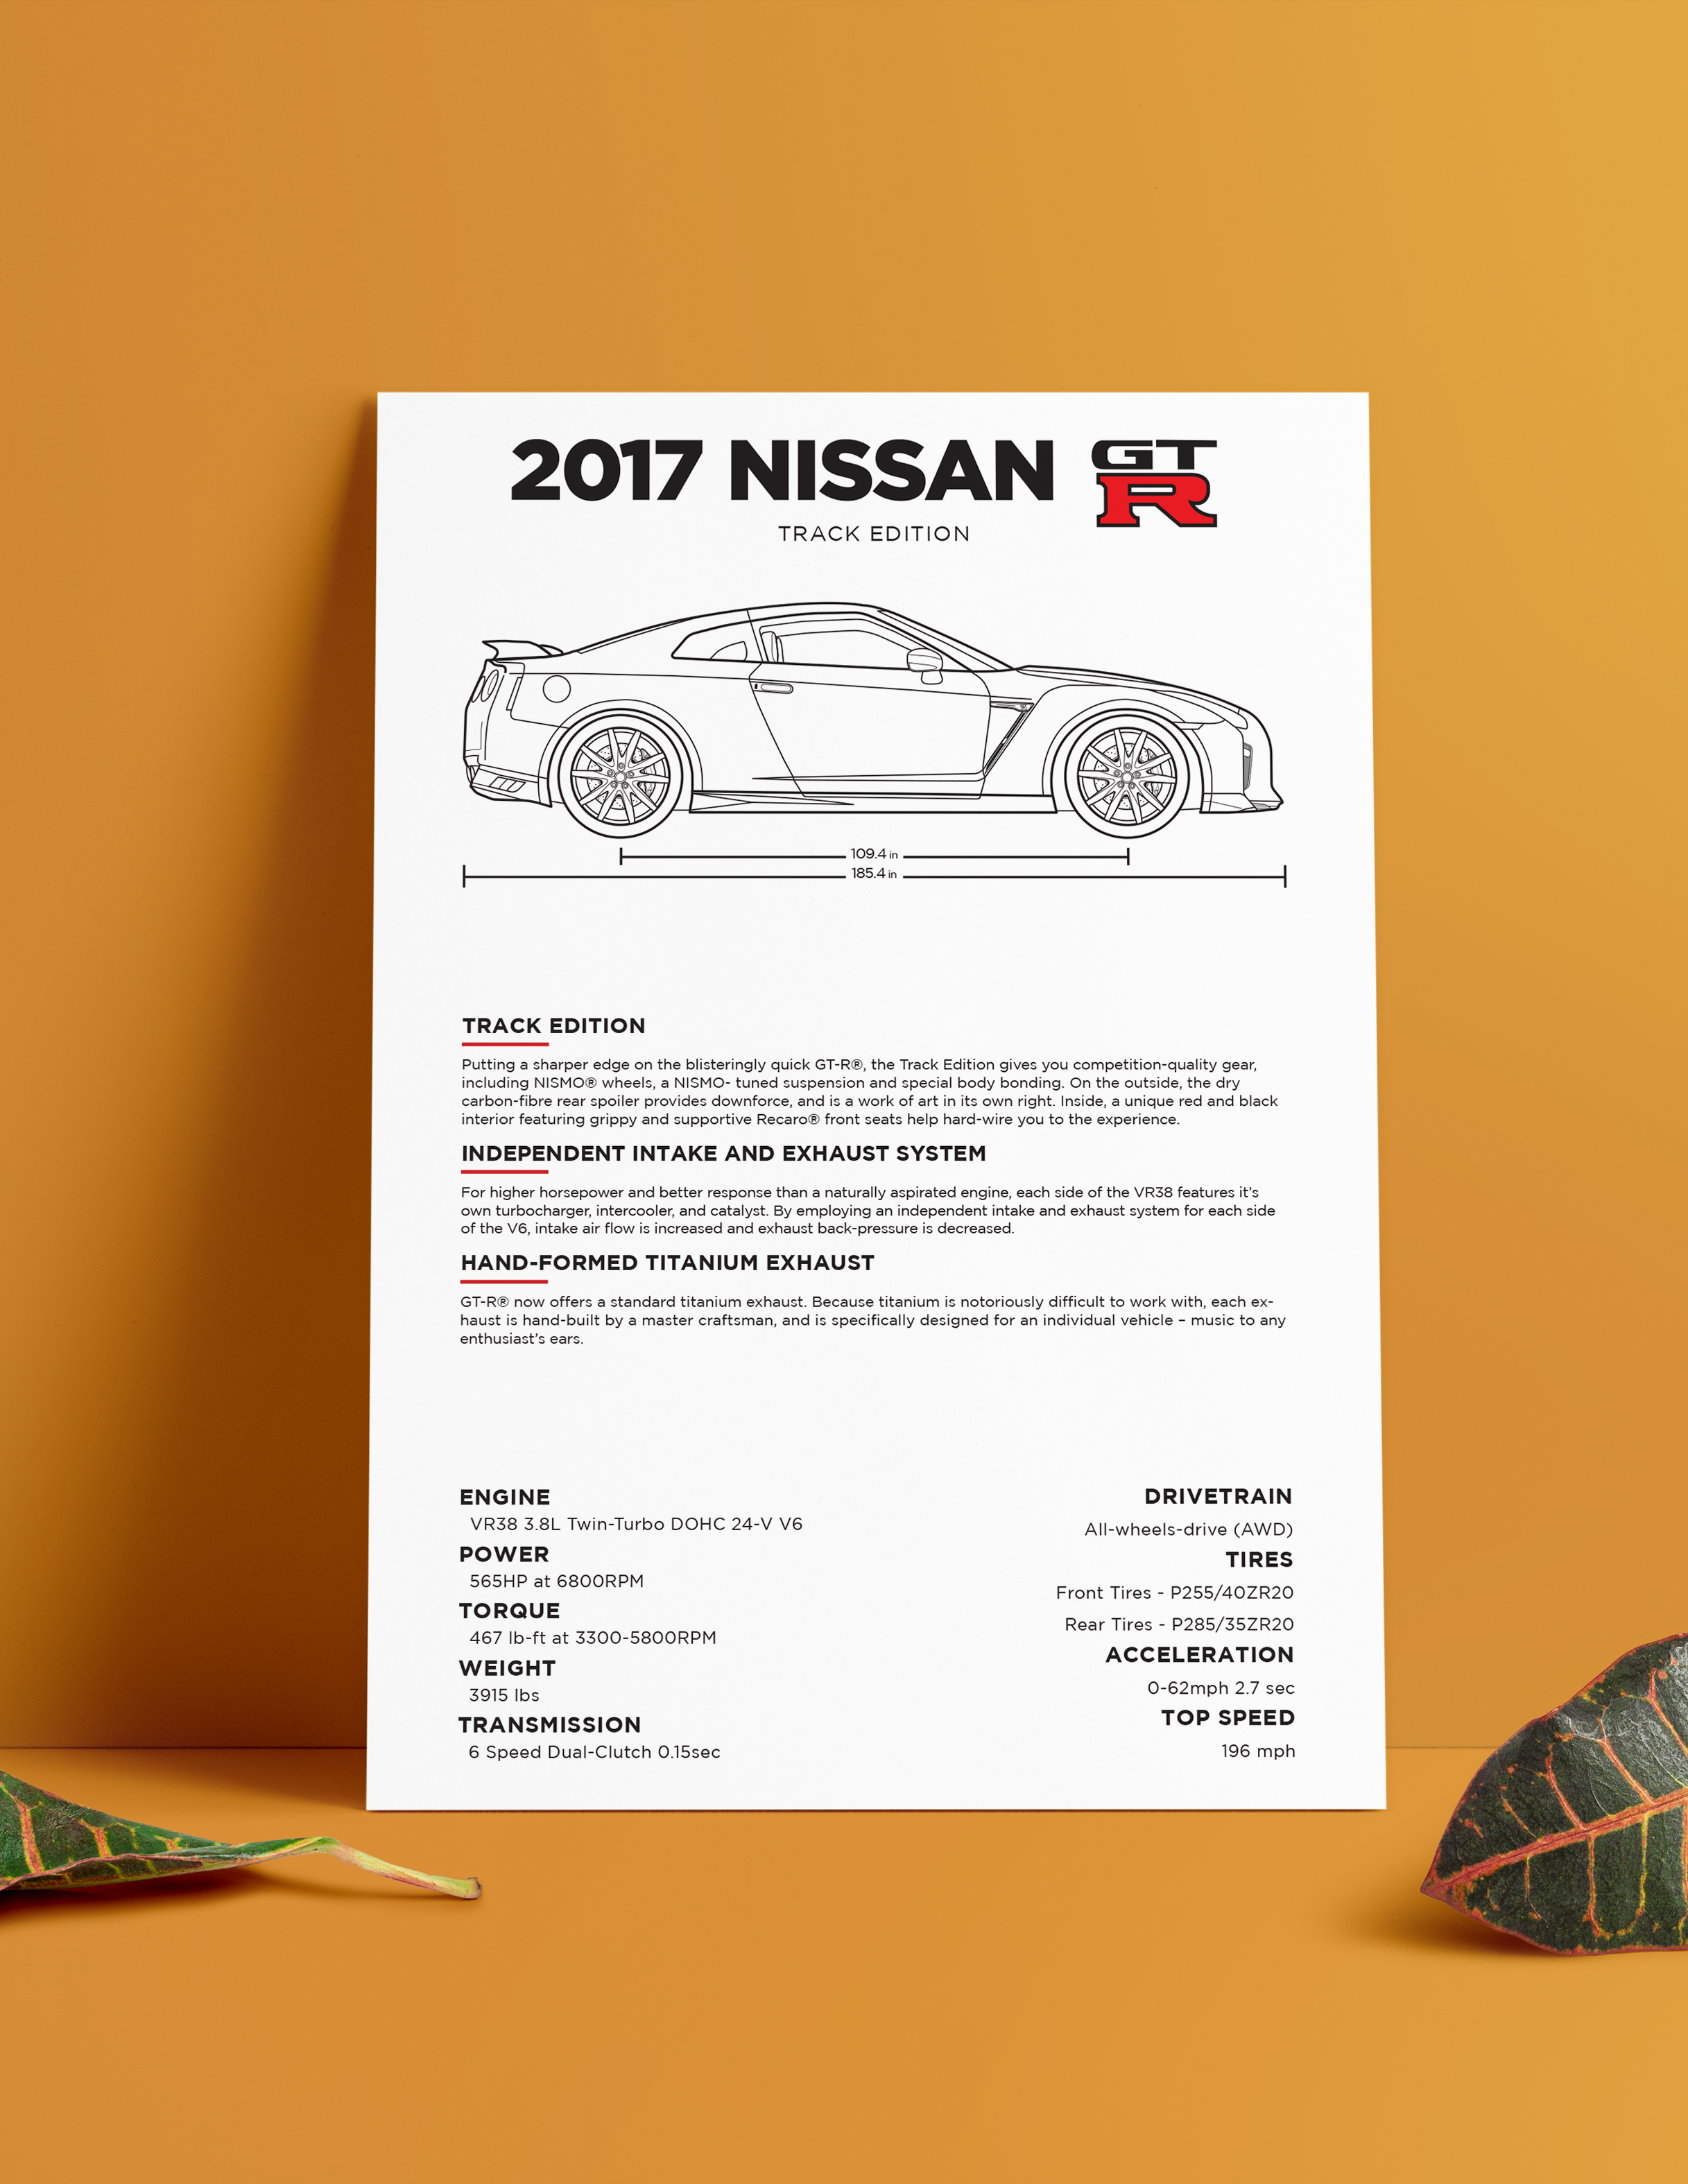 2017 NISSAN GT
R
TRACK EDITION
109.4 in
185.4 in
TRACK EDITION
Putting a sharper edge on the blisteringly quick GT-R®, the Track Edition gives you competition-quality gear,
including NISMO® wheels, a NISMO- tuned suspension and special body bonding. On the outside, the dry
carbon-fibre rear spoiler provides downforce, and is a work of art in its own right. Inside, a unique red and black
interior featuring grippy and supportive Recaro® front seats help hard-wire you to the experience.
INDEPENDENT INTAKE AND EXHAUST SYSTEM
For higher horsepower and better response than a naturally aspirated engine, each side of the VR38 features it's
own turbocharger, intercooler, and catalyst. By employing an independent intake and exhaust system for each side
of the V6, intake air flow is increased and exhaust back-pressure is decreased.
HAND-FORMED TITANIUM EXHAUST
GT-R® now offers a standard titanium exhaust. Because titanium is notoriously difficult to work with, each ex-
haust is hand-built by a master craftsman, and is specifically designed for an individual vehicle – music to any
enthusiast's ears.
ENGINE
VR38 3.8L Twin-Turbo DOHC 24-V V6
POWER
565HP at 6800RPM
TORQUE
467 lb-ft at 3300-5800RPM
WEIGHT
3915 lbs
TRANSMISSION
6 Speed Dual-Clutch 0.15sec
DRIVETRAIN
All-wheels-drive (AWD)
TIRES
Front Tires - P255/40ZR20
Rear Tires - P285/35ZR20
ACCELERATION
0-62mph 2.7 sec
TOP SPEED
196 mph